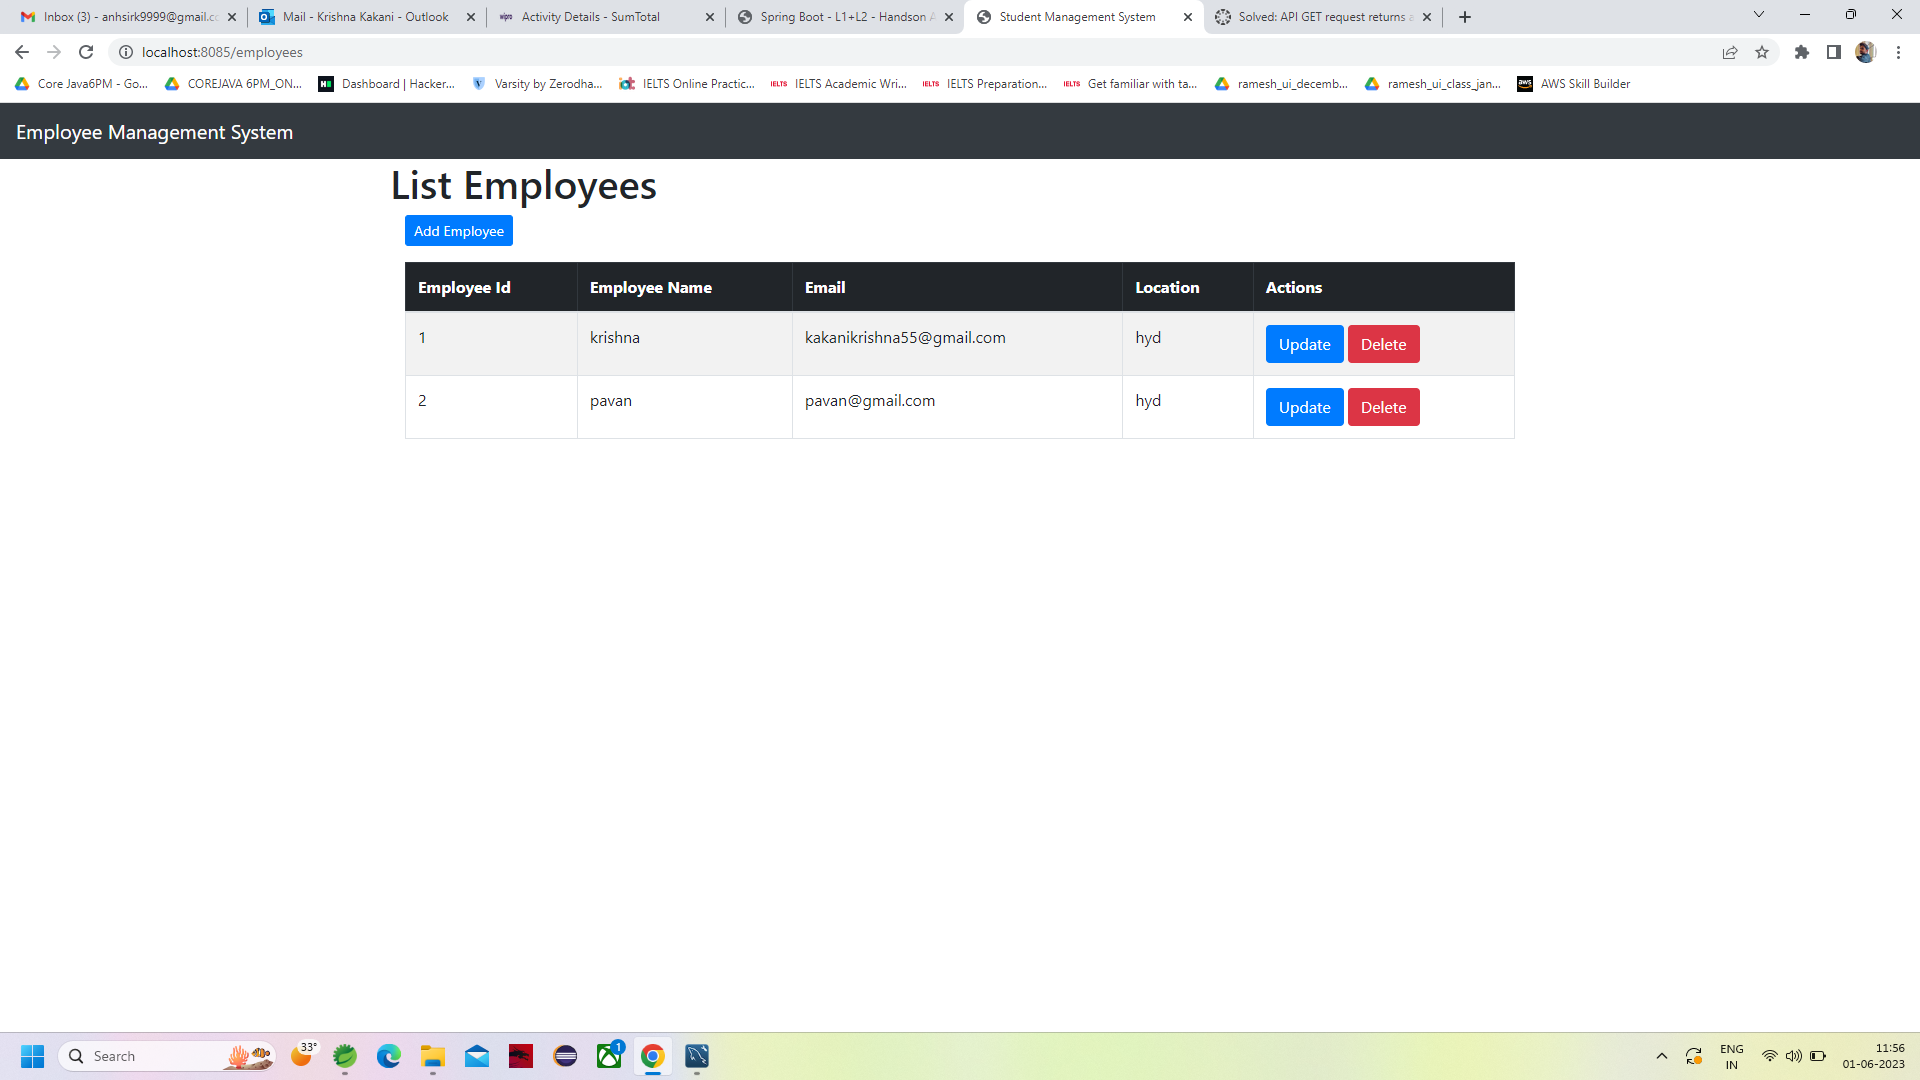 Inbox (3) - anhsirk9999@gmail.c
Mail - Krishna Kakani - Outlook
Activity Details - SumTotal
Spring Boot - L1+L2 - Handson A
Student Management System
Solved: API GET request returns a
localhost:8085/employees
Core Java6PM - Go...
COREJAVA 6PM_ON...
Dashboard | Hacker...
Varsity by Zerodha...
IELTS Online Practic...
IELTS IELTS Academic Wri...
IELTS IELTS Preparation...
IELTS Get familiar with ta...
ramesh_ui_decemb...
ramesh_ui_class_jan...
aws AWS Skill Builder
Employee Management System
List Employees
Add Employee
Employee Id Employee Name Email Location Actions
1 krishna kakanikrishna55@gmail.com hyd Update Delete
2 pavan pavan@gmail.com hyd Update Delete
Search
33°
1
ENG
IN
11:56
01-06-2023